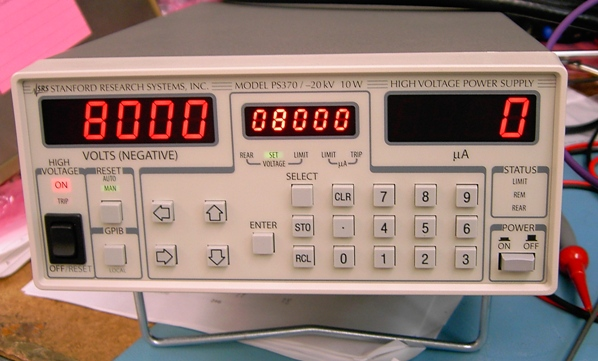 SRS STANFORD RESEARCH SYSTEMS, INC.
MODEL PS370 / −20 kV 10 W
HIGH VOLTAGE POWER SUPPLY
8000
08000
0
VOLTS (NEGATIVE)
REAR SET LIMIT
VOLTAGE
LIMIT TRIP
µA
µA
HIGH
VOLTAGE
ON
TRIP
OFF/RESET
RESET
AUTO
MAN
GPIB
LOCAL
SELECT
ENTER
CLR 7 8 9
STO · 4 5 6
RCL 0 1 2 3
STATUS
LIMIT
REM
REAR
POWER
ON OFF